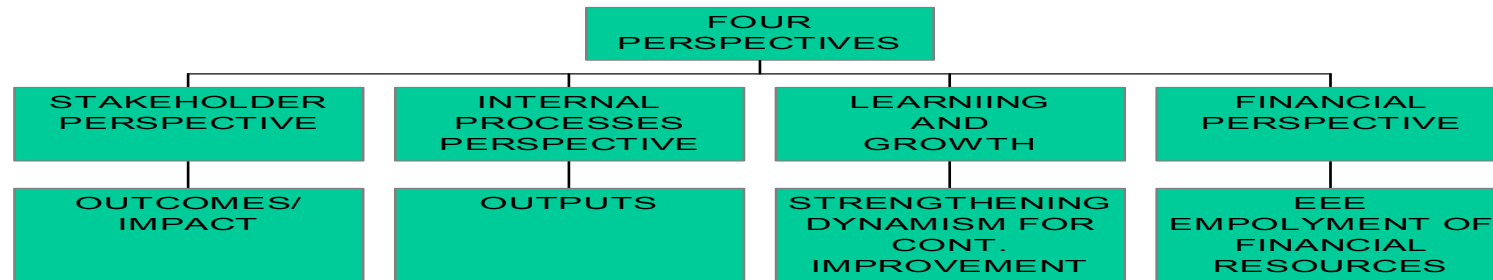 FOUR
PERSPECTIVES
STAKEHOLDER
PERSPECTIVE
INTERNAL
PROCESSES
PERSPECTIVE
LEARNIING
AND
GROWTH
FINANCIAL
PERSPECTIVE
OUTCOMES/
IMPACT
OUTPUTS
STRENGTHENING
DYNAMISM FOR
CONT.
IMPROVEMENT
EEE
EMPOLYMENT OF
FINANCIAL
RESOURCES